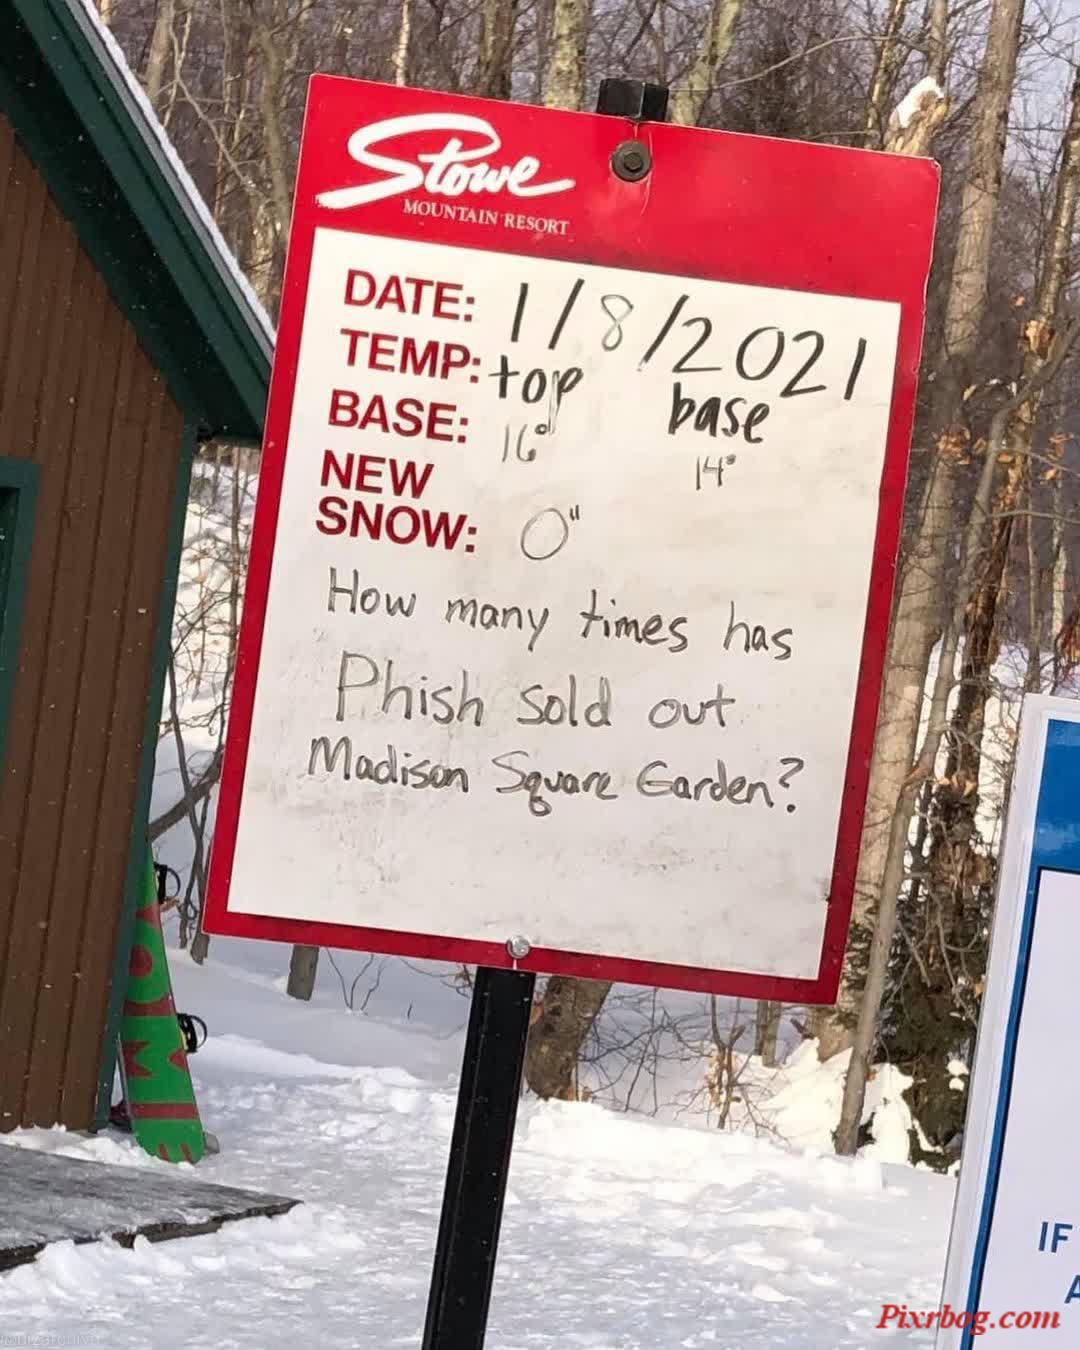 Stowe
MOUNTAIN RESORT
DATE: 1/8/2021
TEMP: top base
BASE: 16° 14°
NEW
SNOW: 0"
How many times has
Phish sold out
Madison Square Garden?
IF
A
Pixrbog.com